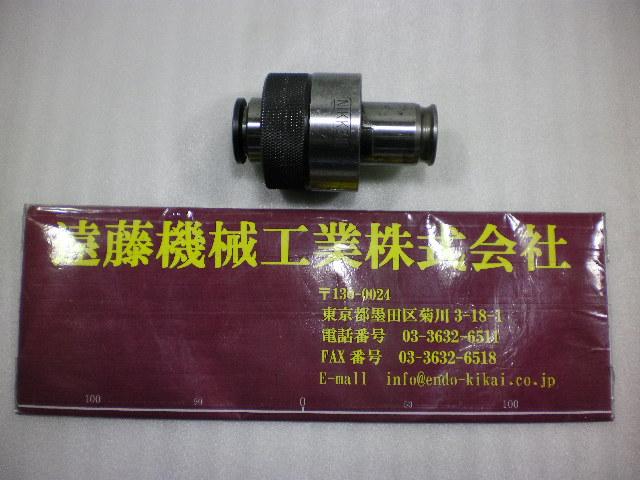 NIKK
遠藤機械工業株式会社
〒130-0024
東京都墨田区菊川 3-18-1
電話番号 03-3632-6511
FAX 番号 03-3632-6518
E-mall info@endo-kikai.co.jp
100 50 0 50 100